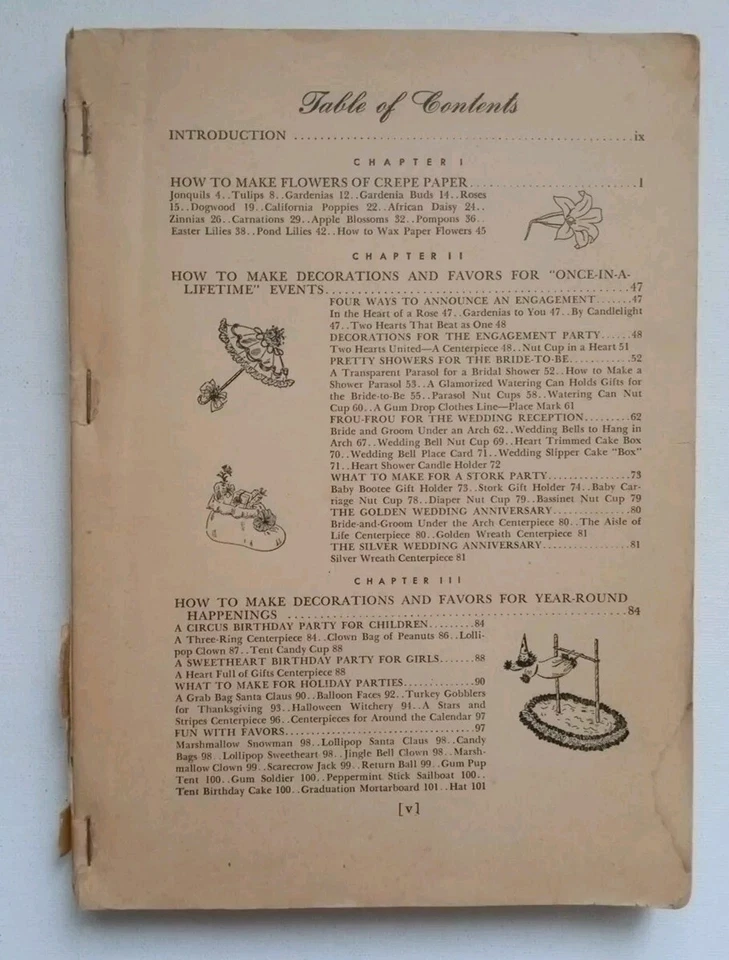 Table of Contents
INTRODUCTION ................................................ix
CHAPTER I
HOW TO MAKE FLOWERS OF CREPE PAPER........................1
Jonquils 4..Tulips 8..Gardenias 12..Gardenia Buds 14..Roses
15..Dogwood 19..California Poppies 22..African Daisy 24..
Zinnias 26..Carnations 29..Apple Blossoms 32..Pompons 36..
Easter Lilies 38..Pond Lilies 42..How to Wax Paper Flowers 45
CHAPTER II
HOW TO MAKE DECORATIONS AND FAVORS FOR "ONCE-IN-A-
LIFETIME" EVENTS............................................47
FOUR WAYS TO ANNOUNCE AN ENGAGEMENT.......47
In the Heart of a Rose 47..Gardenias to You 47..By Candlelight
47..Two Hearts That Beat as One 48
DECORATIONS FOR THE ENGAGEMENT PARTY......48
Two Hearts United—A Centerpiece 48..Nut Cup in a Heart 51
PRETTY SHOWERS FOR THE BRIDE-TO-BE...........52
A Transparent Parasol for a Bridal Shower 52..How to Make a
Shower Parasol 53..A Glamorized Watering Can Holds Gifts for
the Bride-to-Be 55..Parasol Nut Cups 58..Watering Can Nut
Cup 60..A Gum Drop Clothes Line—Place Mark 61
FROU-FROU FOR THE WEDDING RECEPTION.........62
Bride and Groom Under an Arch 62..Wedding Bells to Hang in
Arch 67..Wedding Bell Nut Cup 69..Heart Trimmed Cake Box
70..Wedding Bell Place Card 71..Wedding Slipper Cake "Box"
71..Heart Shower Candle Holder 72
WHAT TO MAKE FOR A STORK PARTY..............73
Baby Bootee Gift Holder 73..Stork Gift Holder 74..Baby Car-
riage Nut Cup 78..Diaper Nut Cup 79..Bassinet Nut Cup 79
THE GOLDEN WEDDING ANNIVERSARY.............80
Bride-and-Groom Under the Arch Centerpiece 80..The Aisle of
Life Centerpiece 80..Golden Wreath Centerpiece 81
THE SILVER WEDDING ANNIVERSARY...............81
Silver Wreath Centerpiece 81
CHAPTER III
HOW TO MAKE DECORATIONS AND FAVORS FOR YEAR-ROUND
HAPPENINGS ................................................84
A CIRCUS BIRTHDAY PARTY FOR CHILDREN.........84
A Three-Ring Centerpiece 84..Clown Bag of Peanuts 86..Lolli-
pop Clown 87..Tent Candy Cup 88
A SWEETHEART BIRTHDAY PARTY FOR GIRLS.......88
A Heart Full of Gifts Centerpiece 88
WHAT TO MAKE FOR HOLIDAY PARTIES..............90
A Grab Bag Santa Claus 90..Balloon Faces 92..Turkey Gobblers
for Thanksgiving 93..Halloween Witchery 94..A Stars and
Stripes Centerpiece 96..Centerpieces for Around the Calendar 97
FUN WITH FAVORS....................................97
Marshmallow Snowman 98..Lollipop Santa Claus 98..Candy
Bags 98..Lollipop Sweetheart 98..Jingle Bell Clown 98..Marsh-
mallow Clown 99..Scarecrow Jack 99..Return Ball 99..Gum Pup
Tent 100..Gum Soldier 100..Peppermint Stick Sailboat 100..
Tent Birthday Cake 100..Graduation Mortarboard 101..Hat 101
[v]